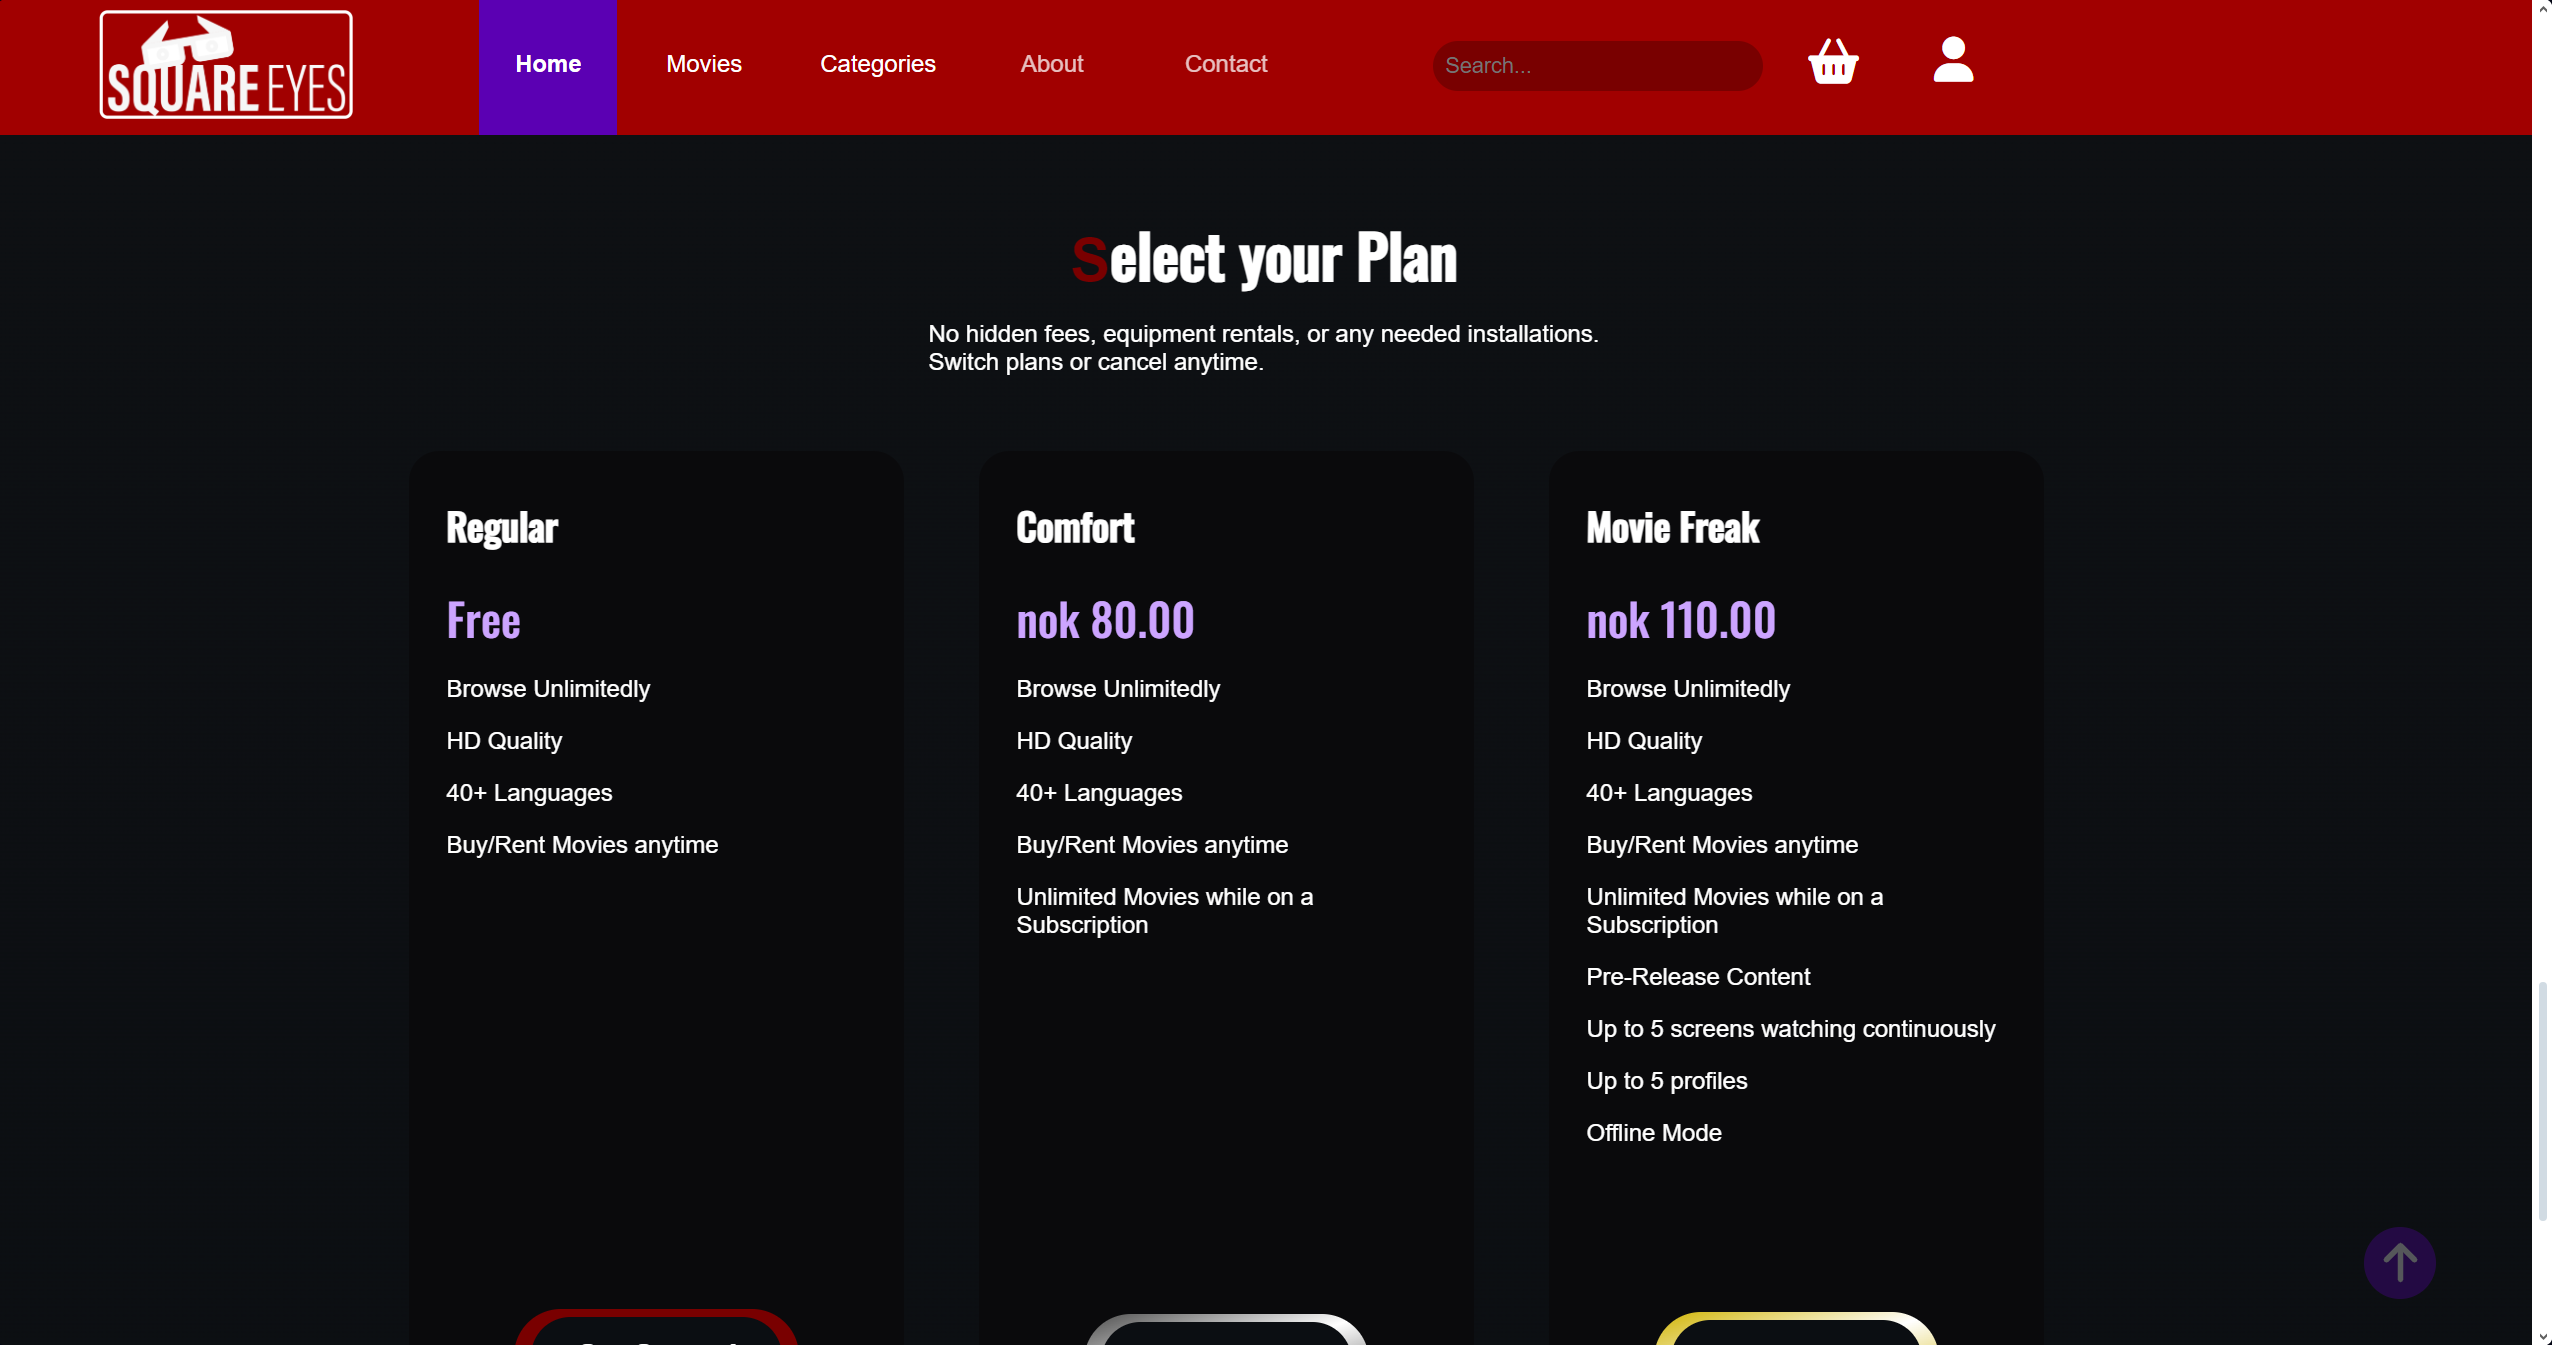 SQUARE EYES
Home
Movies
Categories
About
Contact
Search...
Select your Plan
No hidden fees, equipment rentals, or any needed installations.
Switch plans or cancel anytime.
Regular
Free
Browse Unlimitedly
HD Quality
40+ Languages
Buy/Rent Movies anytime
Comfort
nok 80.00
Browse Unlimitedly
HD Quality
40+ Languages
Buy/Rent Movies anytime
Unlimited Movies while on a
Subscription
Movie Freak
nok 110.00
Browse Unlimitedly
HD Quality
40+ Languages
Buy/Rent Movies anytime
Unlimited Movies while on a
Subscription
Pre-Release Content
Up to 5 screens watching continuously
Up to 5 profiles
Offline Mode